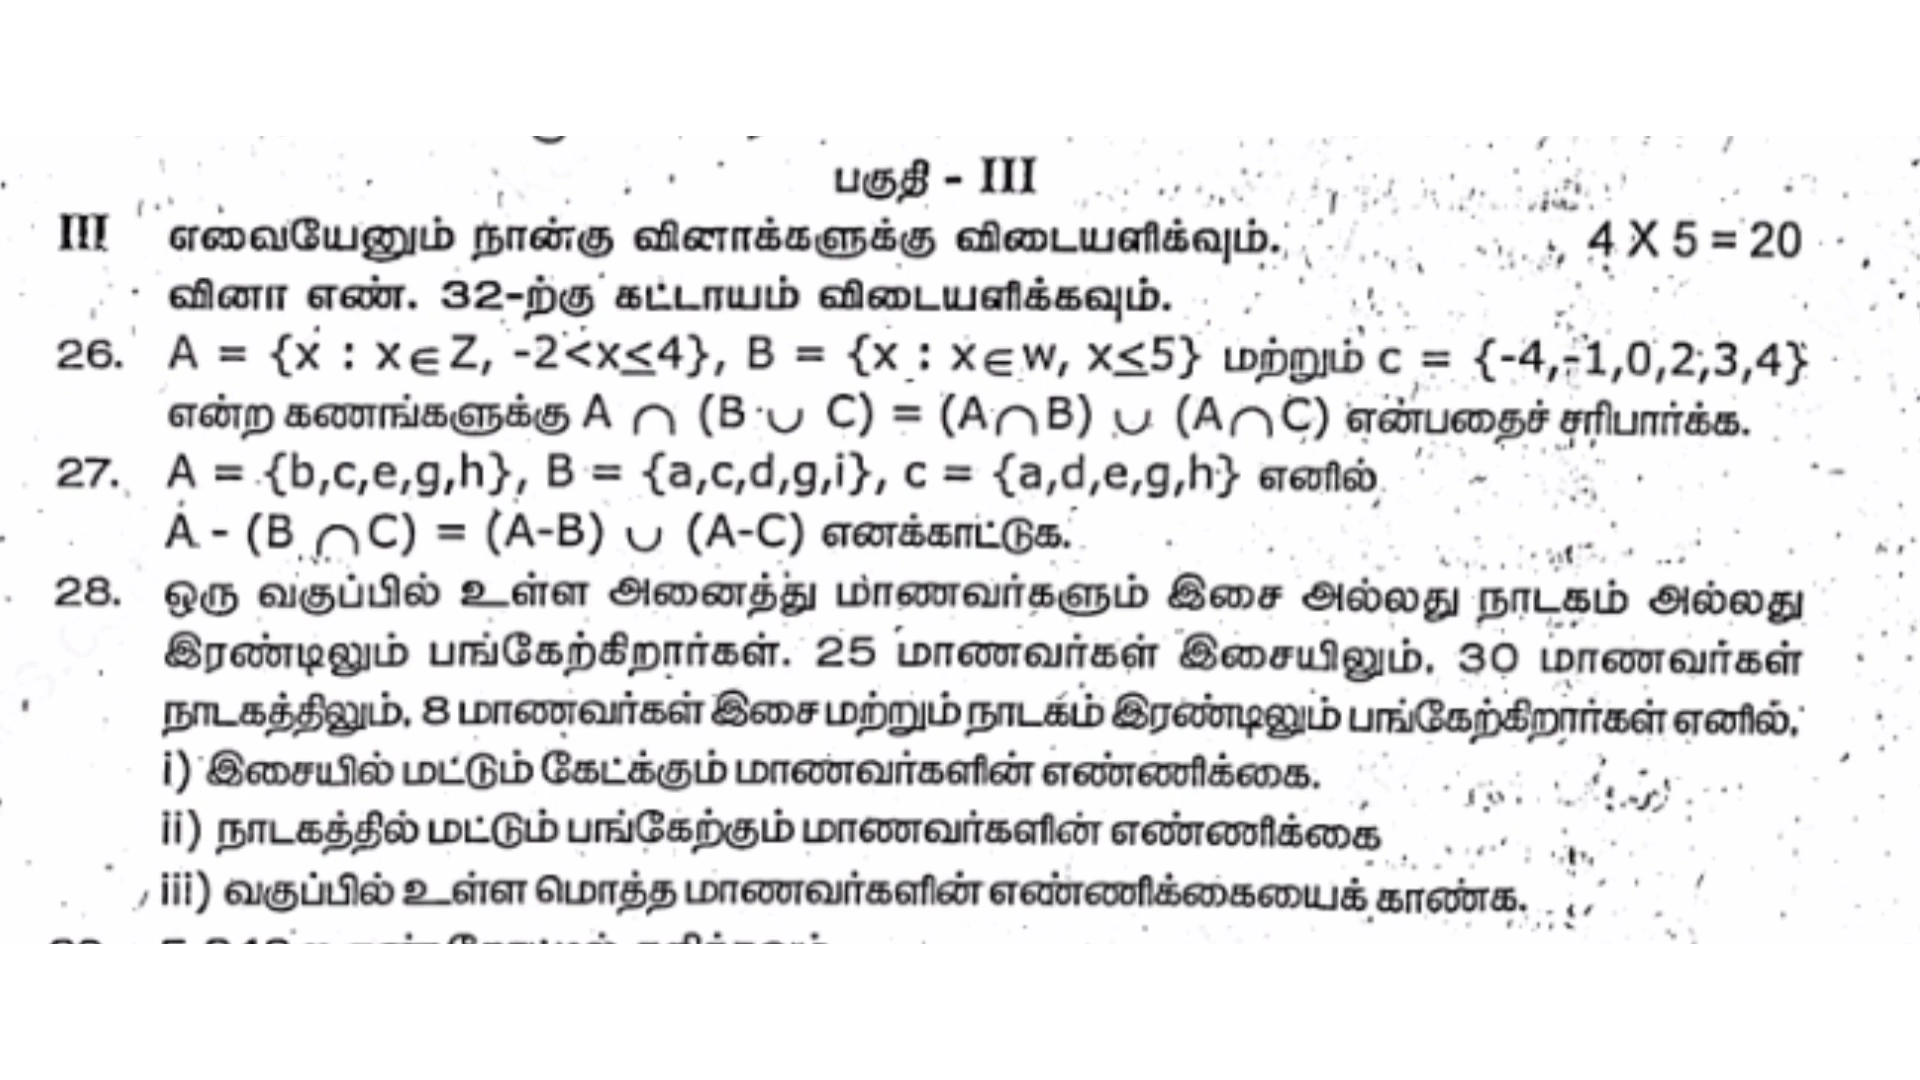 பகுதி - III
III எவையேனும் நான்கு வினாக்களுக்கு விடையளிக்வும். 4 X 5 = 20
வினா எண். 32-ற்கு கட்டாயம் விடையளிக்கவும்.
26. A = {x : x∈Z, -2<x≤4}, B = {x : x∈w, x≤5} மற்றும் c = {-4,-1,0,2,3,4}
என்ற கணங்களுக்கு A ∩ (B ∪ C) = (A∩B) ∪ (A∩C) என்பதைச் சரிபார்க்க.
27. A = {b,c,e,g,h}, B = {a,c,d,g,i}, c = {a,d,e,g,h} எனில்
A - (B ∩ C) = (A-B) ∪ (A-C) எனக்காட்டுக.
28. ஒரு வகுப்பில் உள்ள அனைத்து மாணவர்களும் இசை அல்லது நாடகம் அல்லது
இரண்டிலும் பங்கேற்கிறார்கள். 25 மாணவர்கள் இசையிலும், 30 மாணவர்கள்
நாடகத்திலும், 8 மாணவர்கள் இசை மற்றும் நாடகம் இரண்டிலும் பங்கேற்கிறார்கள் எனில்,
i) இசையில் மட்டும் கேட்க்கும் மாணவர்களின் எண்ணிக்கை.
ii) நாடகத்தில் மட்டும் பங்கேற்கும் மாணவர்களின் எண்ணிக்கை
iii) வகுப்பில் உள்ள மொத்த மாணவர்களின் எண்ணிக்கையைக் காண்க.